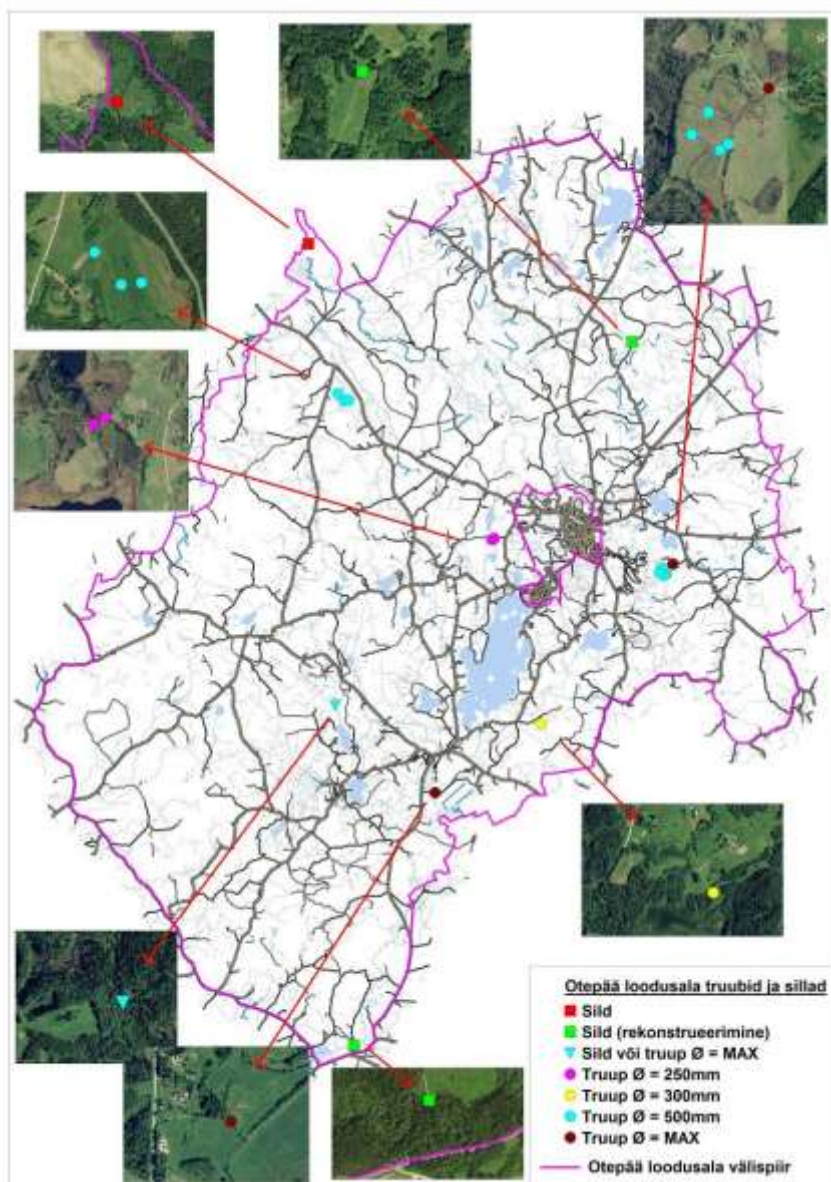 Otepää loodusala truubid ja sillad
Sild
Sild (rekonstrueerimine)
Sild või truup Ø = MAX
Truup Ø = 250mm
Truup Ø = 300mm
Truup Ø = 500mm
Truup Ø = MAX
Otepää loodusala välispiir